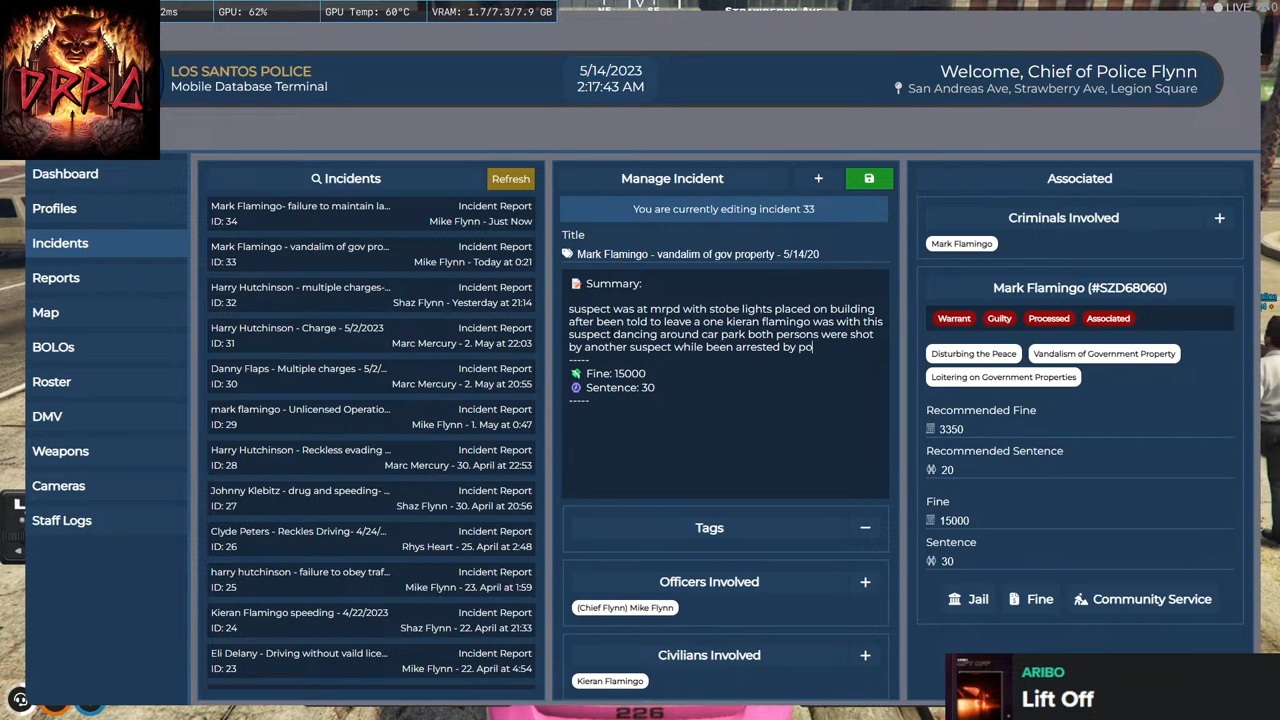 2ms
GPU: 62%
GPU Temp: 60°C
VRAM: 1.7/7.3/7.9 GB
LIVE
DRPC
LOS SANTOS POLICE
Mobile Database Terminal
5/14/2023
2:17:43 AM
Welcome, Chief of Police Flynn
San Andreas Ave, Strawberry Ave, Legion Square
Dashboard
Profiles
Incidents
Reports
Map
BOLOs
Roster
DMV
Weapons
Cameras
Staff Logs
Incidents
Refresh
Mark Flamingo- failure to maintain la... Incident Report
ID: 34 Mike Flynn - Just Now
Mark Flamingo - vandalim of gov pro... Incident Report
ID: 33 Mike Flynn - Today at 0:21
Harry Hutchinson - multiple charges-... Incident Report
ID: 32 Shaz Flynn - Yesterday at 21:14
Harry Hutchinson - Charge - 5/2/2023 Incident Report
ID: 31 Marc Mercury - 2. May at 22:03
Danny Flaps - Multiple charges - 5/2/... Incident Report
ID: 30 Marc Mercury - 2. May at 20:55
mark flamingo - Unlicensed Operatio... Incident Report
ID: 29 Mike Flynn - 1. May at 0:47
Harry Hutchinson - Reckless evading ... Incident Report
ID: 28 Marc Mercury - 30. April at 22:53
Johnny Klebitz - drug and speeding- ... Incident Report
ID: 27 Shaz Flynn - 30. April at 20:56
Clyde Peters - Reckles Driving- 4/24/... Incident Report
ID: 26 Rhys Heart - 25. April at 2:48
harry hutchinson - failure to obey traf... Incident Report
ID: 25 Mike Flynn - 23. April at 1:59
Kieran Flamingo speeding - 4/22/2023 Incident Report
ID: 24 Shaz Flynn - 22. April at 21:33
Eli Delany - Driving without vaild lice... Incident Report
ID: 23 Mike Flynn - 22. April at 4:54
Manage Incident
You are currently editing incident 33
Title
Mark Flamingo - vandalim of gov property - 5/14/20
Summary:
suspect was at mrpd with stobe lights placed on building
after been told to leave a one kieran flamingo was with this
suspect dancing around car park both persons were shot
by another suspect while been arrested by po
-----
Fine: 15000
Sentence: 30
-----
Tags
Officers Involved
(Chief Flynn) Mike Flynn
Civilians Involved
Kieran Flamingo
Associated
Criminals Involved
Mark Flamingo
Mark Flamingo (#SZD68060)
Warrant Guilty Processed Associated
Disturbing the Peace Vandalism of Government Property
Loitering on Government Properties
Recommended Fine
3350
Recommended Sentence
20
Fine
15000
Sentence
30
Jail Fine Community Service
ARIBO
Lift Off
226